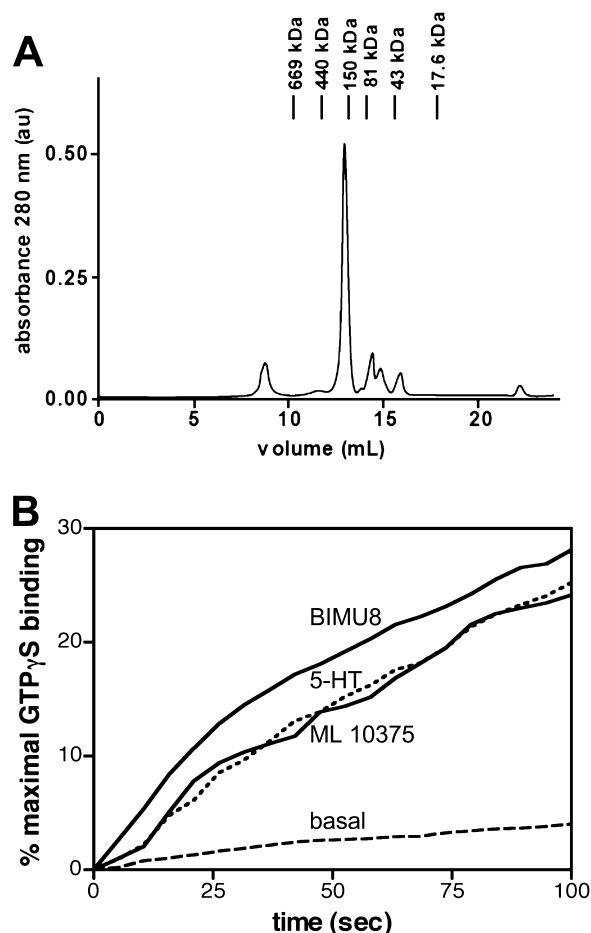 A
669 kDa
440 kDa
150 kDa
81 kDa
43 kDa
17.6 kDa
absorbance 280 nm (au)
0.50
0.25
0.00
0
5
10
15
20
volume (mL)
B
% maximal GTPγS binding
30
20
10
0
BIMU8
5-HT
ML 10375
basal
0
25
50
75
100
time (sec)